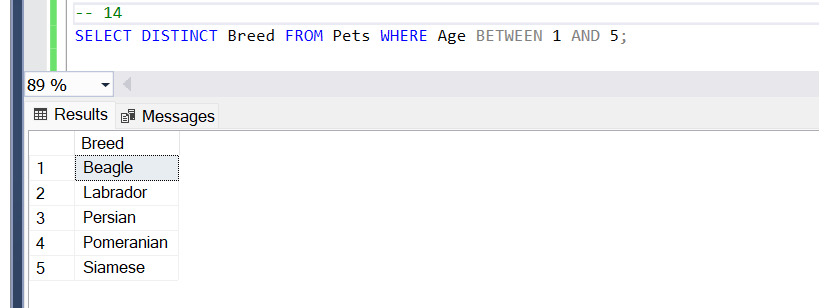 -- 14
SELECT DISTINCT Breed FROM Pets WHERE Age BETWEEN 1 AND 5;
89 %
Results Messages
Breed
1 Beagle
2 Labrador
3 Persian
4 Pomeranian
5 Siamese